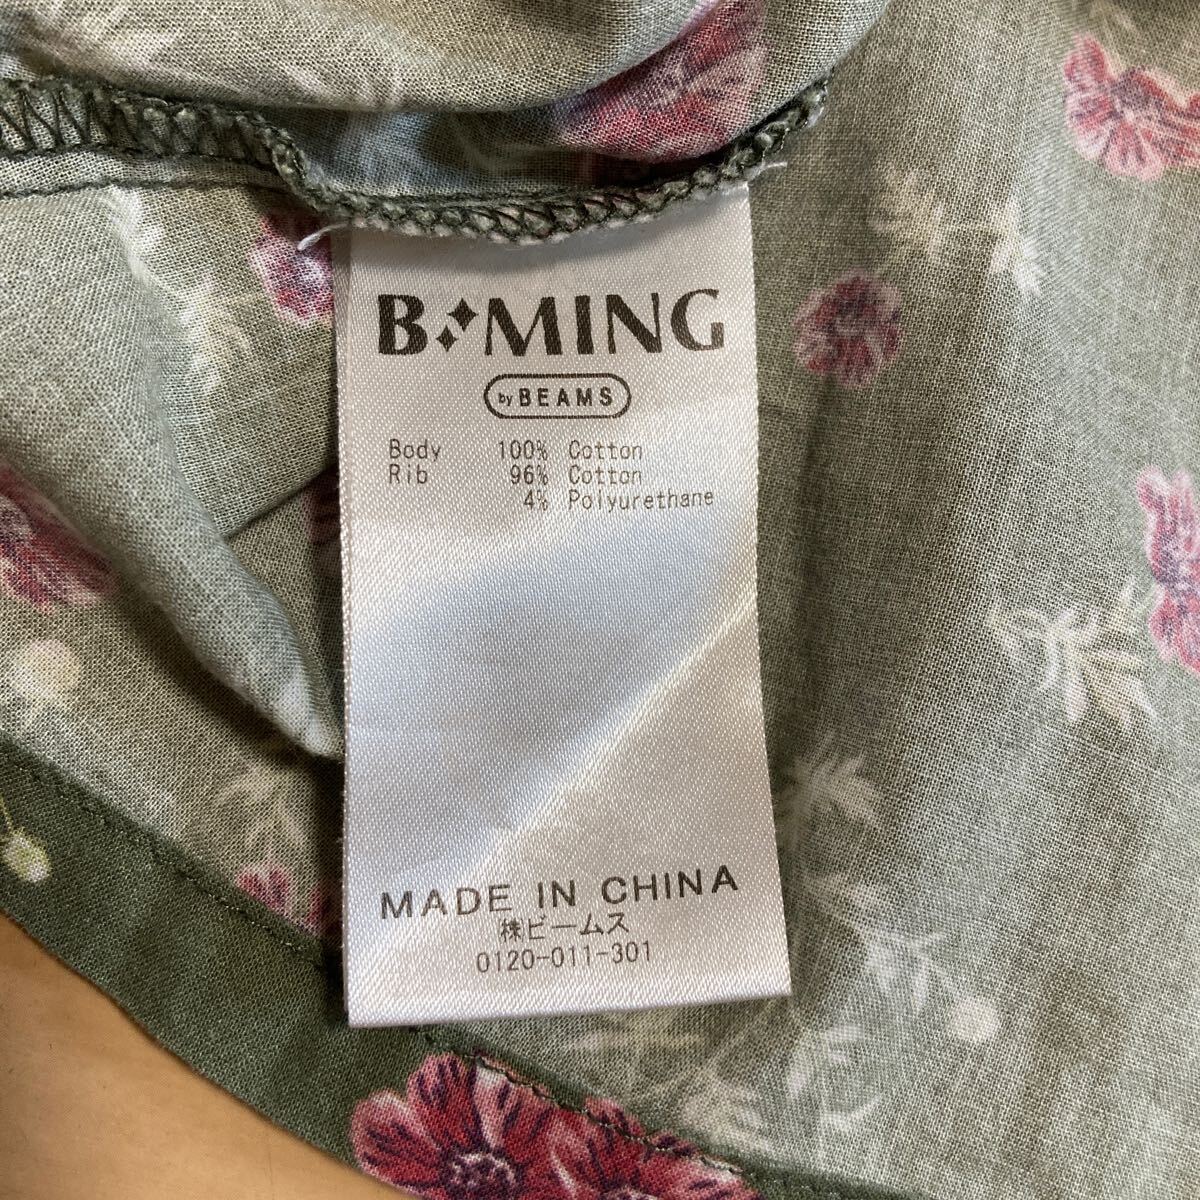 B:MING
by BEAMS
Body 100% Cotton
Rib 96% Cotton
4% Polyurethane
MADE IN CHINA
㈱ビームス
0120-011-301